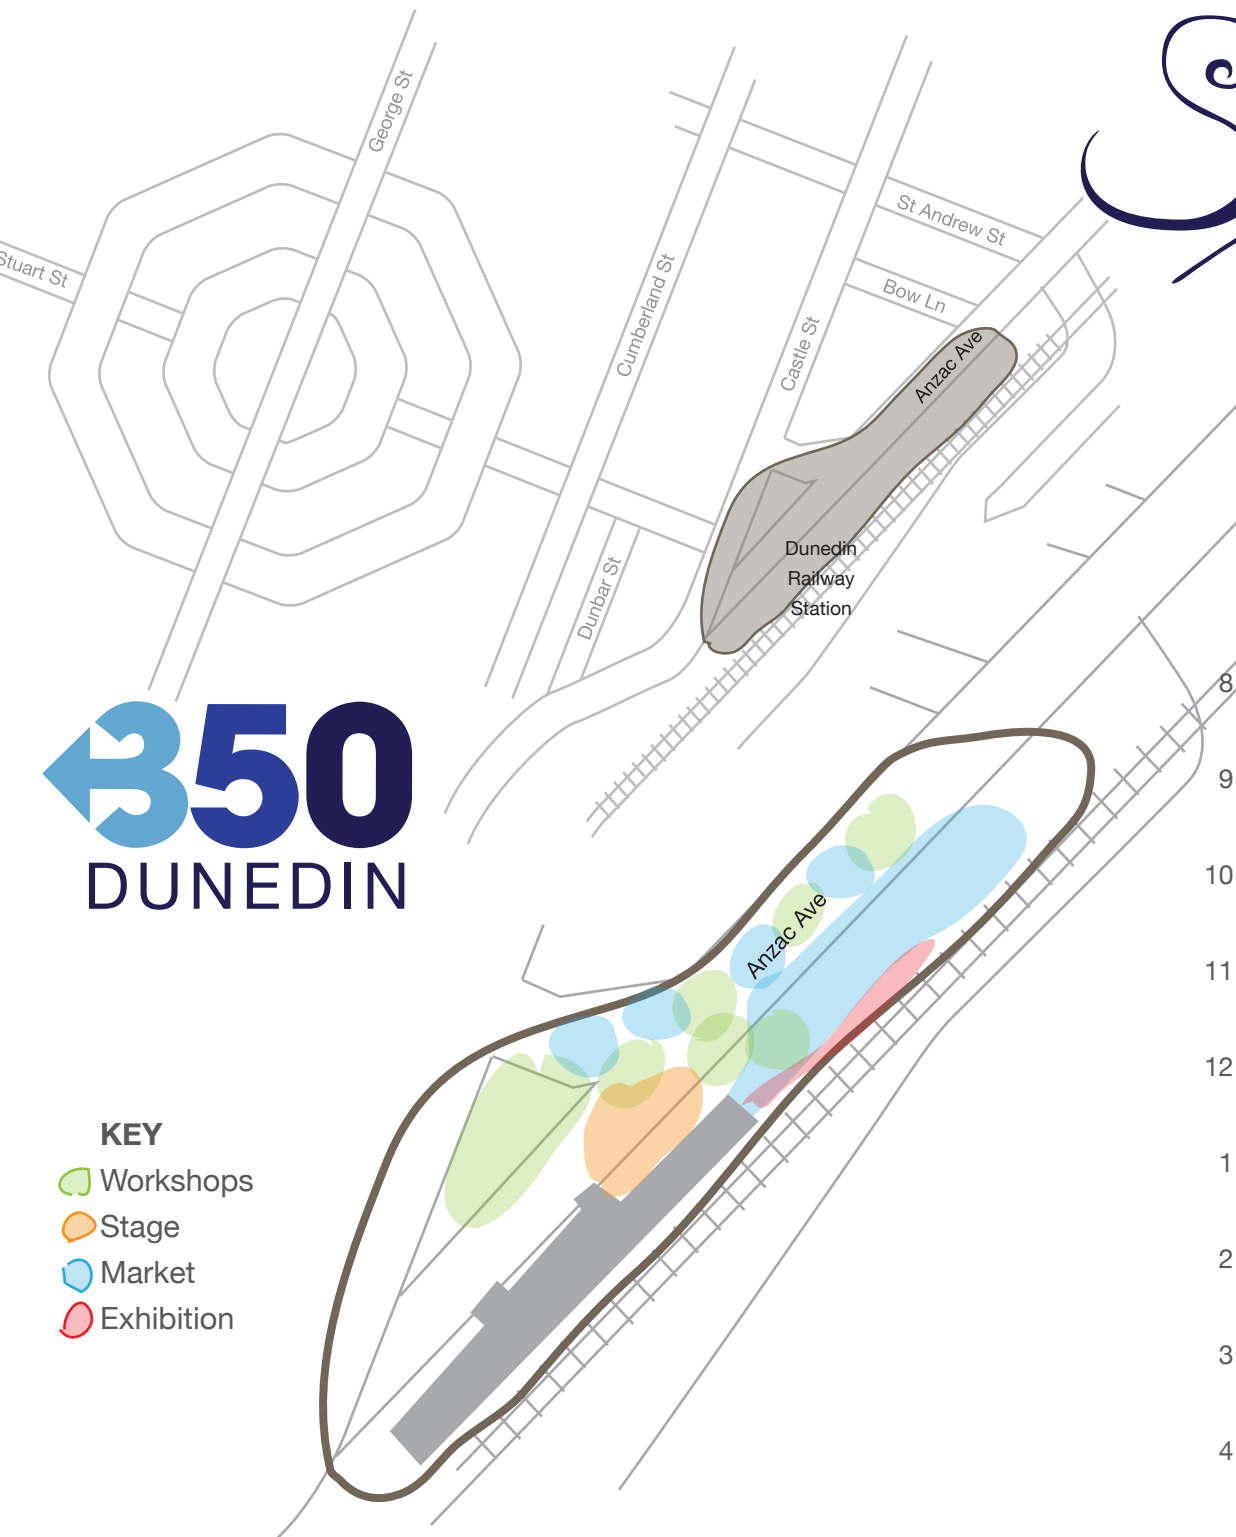 George St
Stuart St
St Andrew St
Cumberland St
Bow Ln
Castle St
Anzac Ave
Dunedin
Railway
Station
Dunbar St
350
DUNEDIN
8
9
10
Anzac Ave
11
12
1
2
3
4
KEY
Workshops
Stage
Market
Exhibition